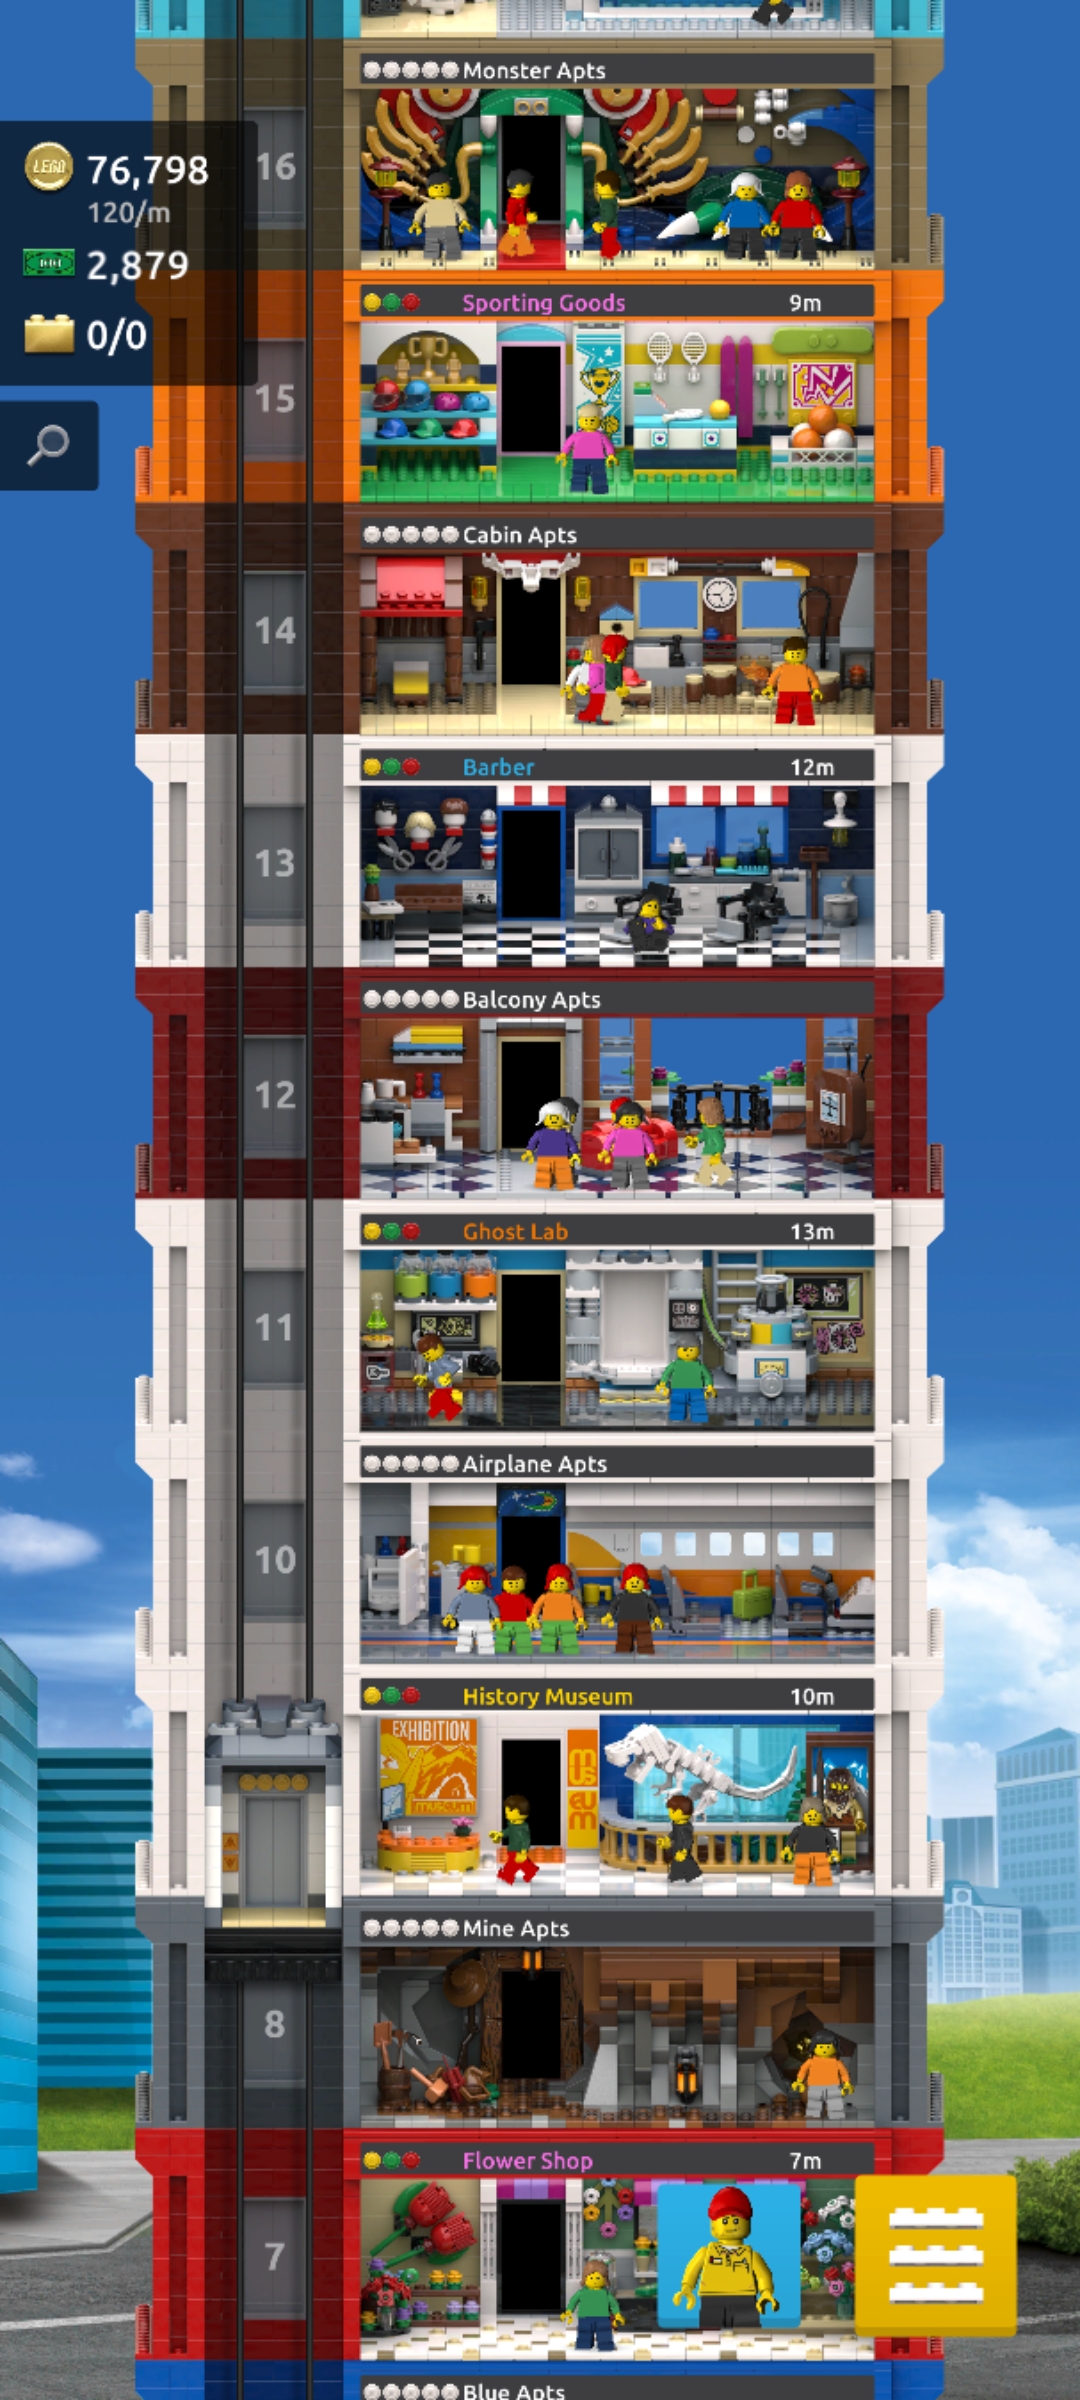 Monster Apts
16
LEGO
76,798
120/m
2,879
0/0
Sporting Goods 9m
15
Cabin Apts
14
Barber 12m
13
Balcony Apts
12
Ghost Lab 13m
11
Airplane Apts
10
History Museum 10m
EXHIBITION
museum
mus
eum
Mine Apts
8
Flower Shop 7m
7
Blue Apts